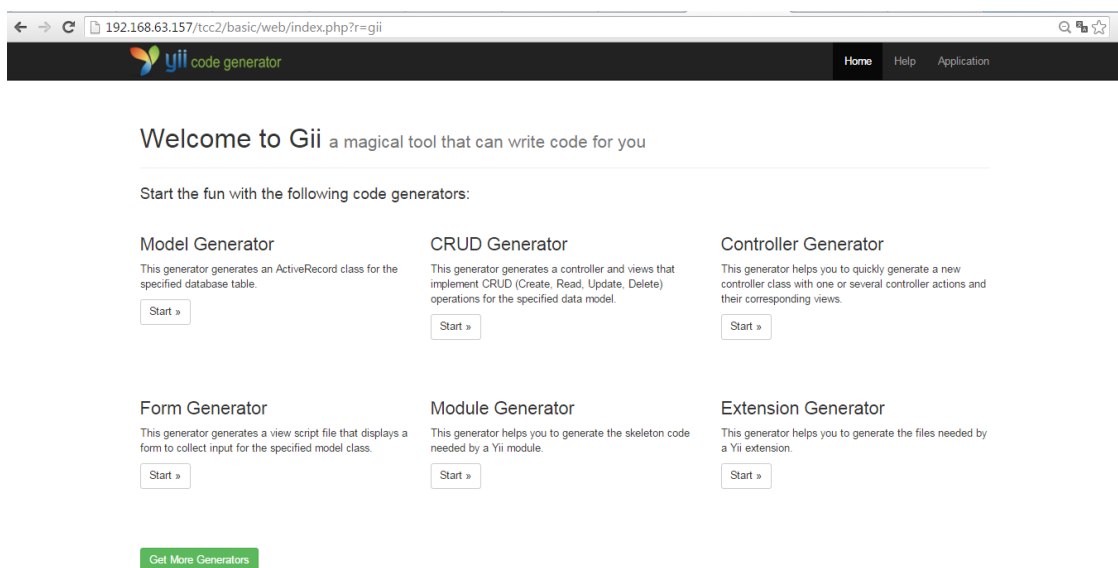 192.168.63.157/tcc2/basic/web/index.php?r=gii
yii code generator
Home Help Application
Welcome to Gii a magical tool that can write code for you
Start the fun with the following code generators:
Model Generator
This generator generates an ActiveRecord class for the
specified database table.
Start »
CRUD Generator
This generator generates a controller and views that
implement CRUD (Create, Read, Update, Delete)
operations for the specified data model.
Start »
Controller Generator
This generator helps you to quickly generate a new
controller class with one or several controller actions and
their corresponding views.
Start »
Form Generator
This generator generates a view script file that displays a
form to collect input for the specified model class.
Start »
Module Generator
This generator helps you to generate the skeleton code
needed by a Yii module.
Start »
Extension Generator
This generator helps you to generate the files needed by
a Yii extension.
Start »
Get More Generators